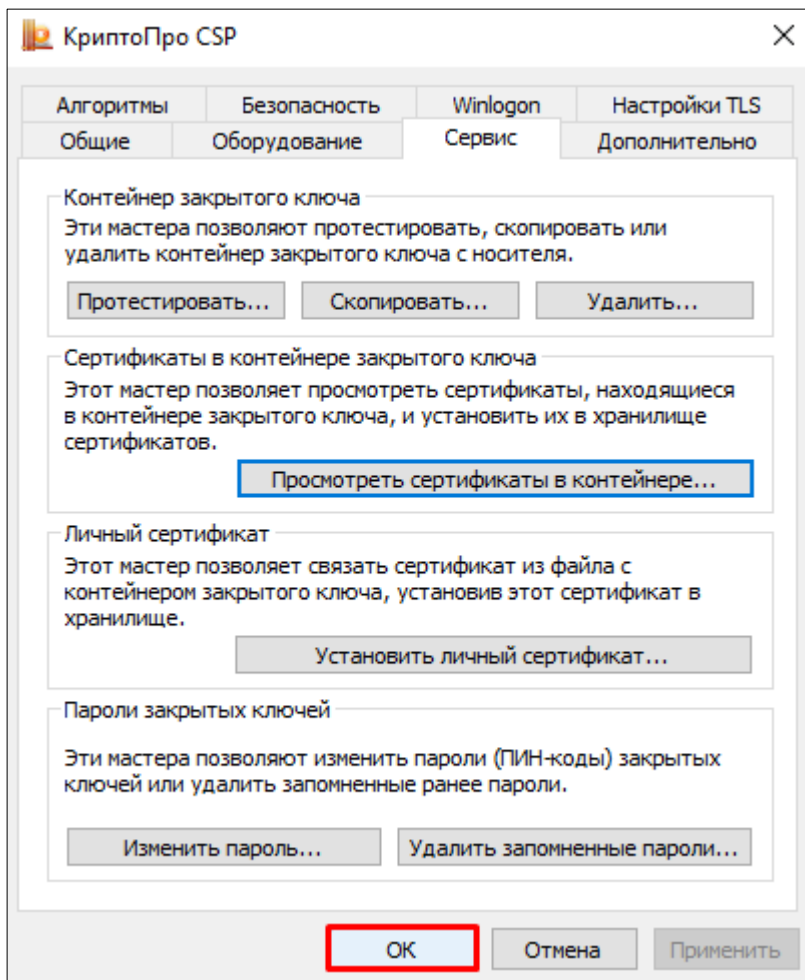 КриптоПро CSP
Алгоритмы Безопасность Winlogon Настройки TLS
Общие Оборудование Сервис Дополнительно
Контейнер закрытого ключа
Эти мастера позволяют протестировать, скопировать или
удалить контейнер закрытого ключа с носителя.
Протестировать... Скопировать... Удалить...
Сертификаты в контейнере закрытого ключа
Этот мастер позволяет просмотреть сертификаты, находящиеся
в контейнере закрытого ключа, и установить их в хранилище
сертификатов.
Просмотреть сертификаты в контейнере...
Личный сертификат
Этот мастер позволяет связать сертификат из файла с
контейнером закрытого ключа, установив этот сертификат в
хранилище.
Установить личный сертификат...
Пароли закрытых ключей
Эти мастера позволяют изменить пароли (ПИН-коды) закрытых
ключей или удалить запомненные ранее пароли.
Изменить пароль... Удалить запомненные пароли...
ОК Отмена Применить